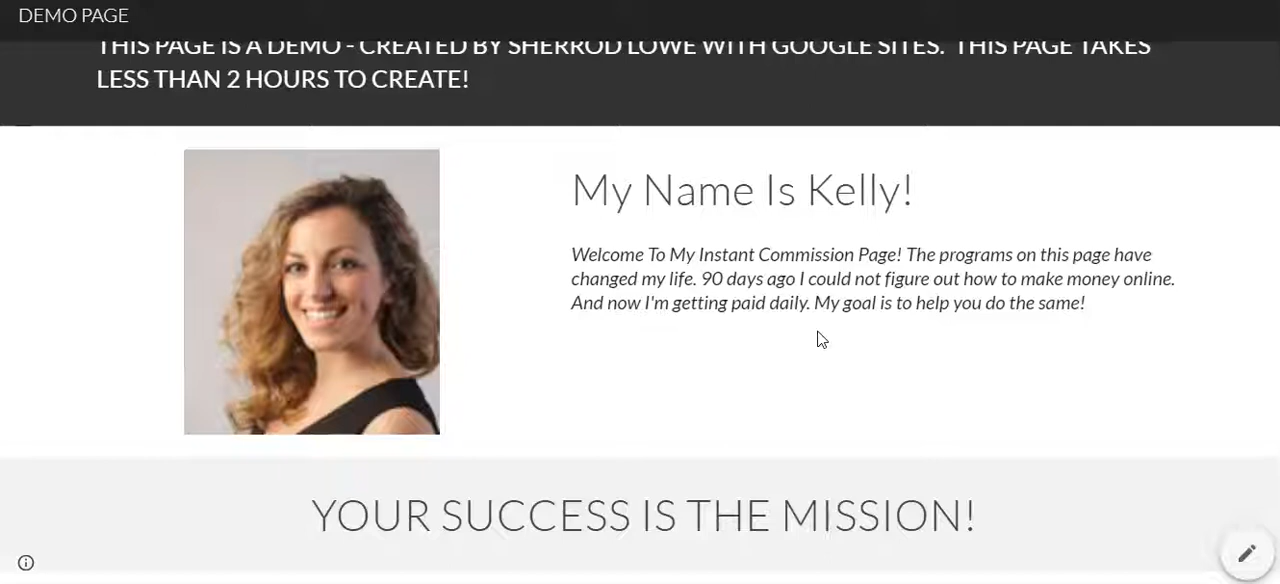 DEMO PAGE
THIS PAGE IS A DEMO - CREATED BY SHERROD LOWE WITH GOOGLE SITES. THIS PAGE TAKES
LESS THAN 2 HOURS TO CREATE!
My Name Is Kelly!
Welcome To My Instant Commission Page! The programs on this page have
changed my life. 90 days ago I could not figure out how to make money online.
And now I'm getting paid daily. My goal is to help you do the same!
YOUR SUCCESS IS THE MISSION!